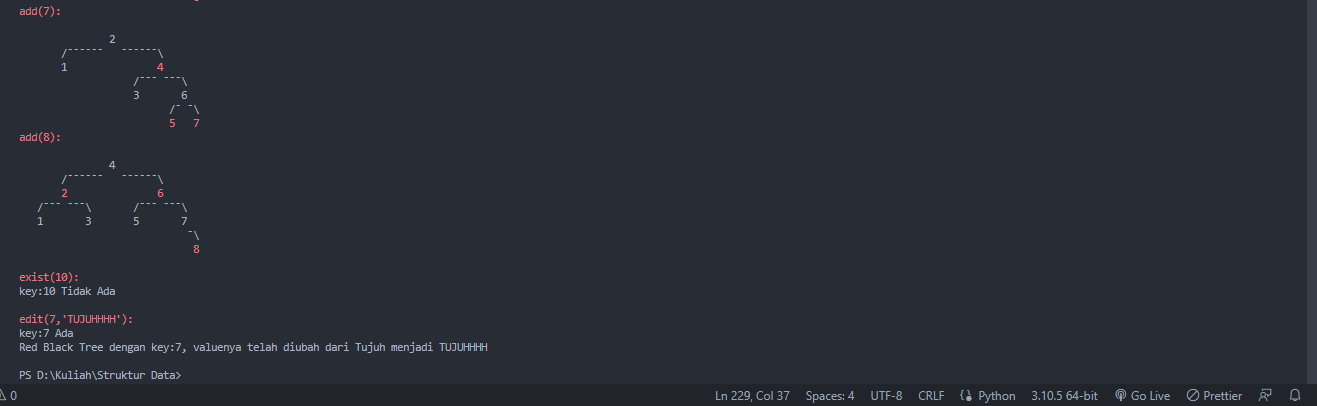 add(7):
2
/¯¯¯¯¯¯ ¯¯¯¯¯¯\
1 4
/¯¯¯ ¯¯¯\
3 6
/¯ ¯\
5 7
add(8):
4
/¯¯¯¯¯¯ ¯¯¯¯¯¯\
2 6
/¯¯¯ ¯¯¯\ /¯¯¯ ¯¯¯\
1 3 5 7
¯\
8
exist(10):
key:10 Tidak Ada
edit(7,'TUJUHHHH'):
key:7 Ada
Red Black Tree dengan key:7, valuenya telah diubah dari Tujuh menjadi TUJUHHHH
PS D:\Kuliah\Struktur Data>
0 Ln 229, Col 37 Spaces: 4 UTF-8 CRLF Python 3.10.5 64-bit Go Live Prettier